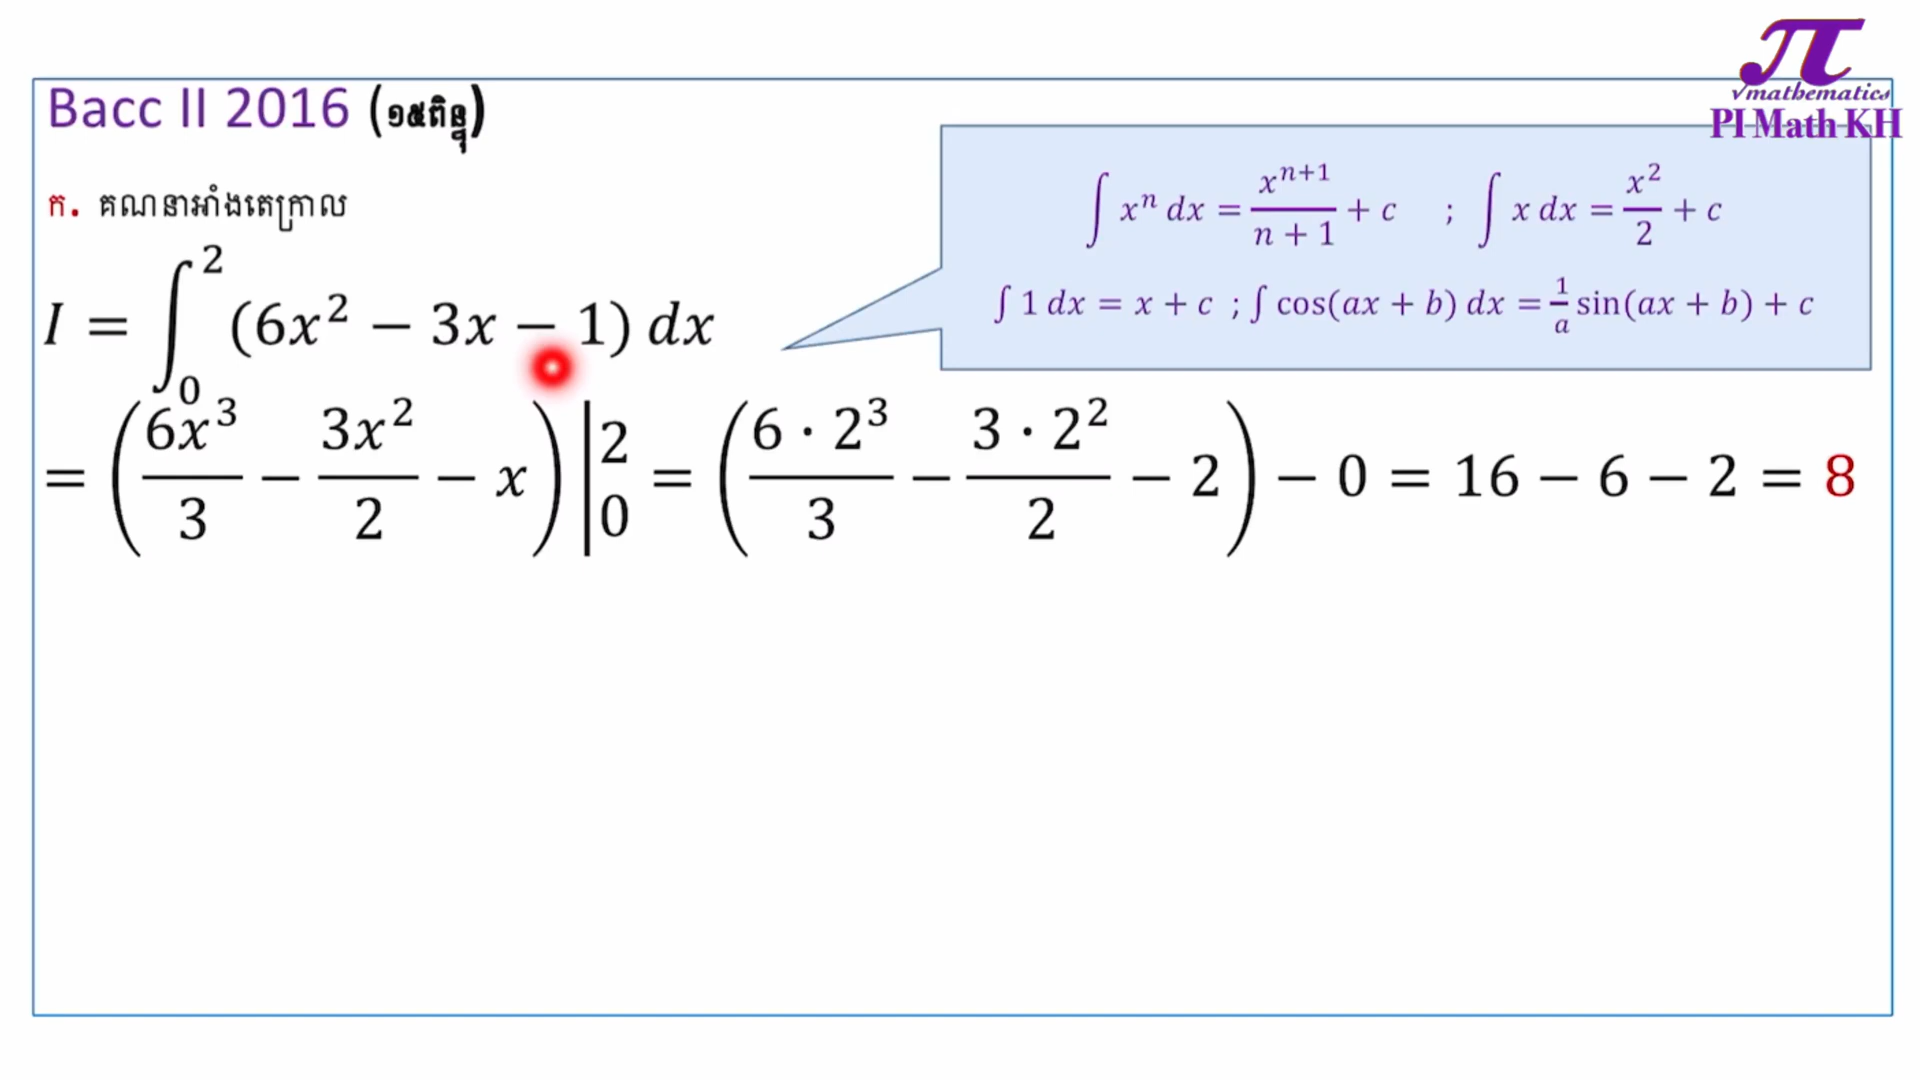 √mathematics
PI Math KH
Bacc II 2016 (១៥ពិន្ទុ)
ក. គណនាអាំងតេក្រាល
∫ xⁿ dx = xⁿ⁺¹/(n + 1) + c ; ∫ x dx = x²/2 + c
∫ 1 dx = x + c ; ∫ cos(ax + b) dx = 1/a sin(ax + b) + c
I = ∫₀² (6x² − 3x − 1) dx
= (6x³/3 − 3x²/2 − x) |₀² = (6 · 2³/3 − 3 · 2²/2 − 2) − 0 = 16 − 6 − 2 = 8